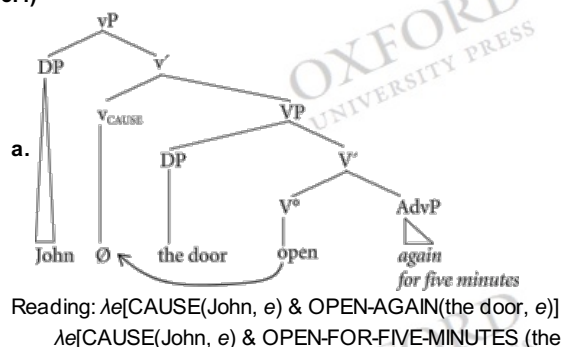 vP
DP v′
vCAUSE VP
a. DP V′
V° AdvP
John Ø the door open again
for five minutes
Reading: λe[CAUSE(John, e) & OPEN-AGAIN(the door, e)]
λe[CAUSE(John, e) & OPEN-FOR-FIVE-MINUTES (the
OXFORD
UNIVERSITY PRESS